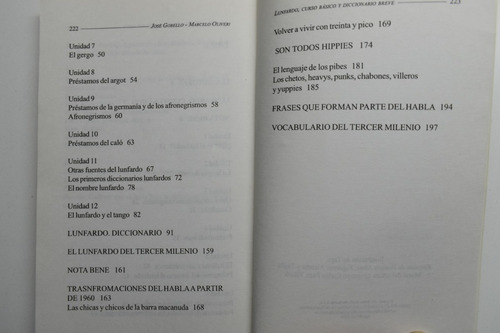 222
JOSÉ GOBELLO - MARCELO OLIVERI
Unidad 7
El gergo 50
Unidad 8
Préstamos del argot 54
Unidad 9
Préstamos de la germanía y de los afronegrismos 58
Afronegrismos 60
Unidad 10
Préstamos del caló 63
Unidad 11
Otras fuentes del lunfardo 67
Los primeros diccionarios lunfardos 72
El nombre lunfardo 78
Unidad 12
El lunfardo y el tango 82
LUNFARDO. DICCIONARIO 91
EL LUNFARDO DEL TERCER MILENIO 159
NOTA BENE 161
TRASNFROMACIONES DEL HABLA A PARTIR
DE 1960 163
Las chicas y chicos de la barra macanuda 168
LUNFARDO, CURSO BÁSICO Y DICCIONARIO BREVE
223
Volver a vivir con treinta y pico 169
SON TODOS HIPPIES 174
El lenguaje de los pibes 181
Los chetos, heavys, punks, chabones, villeros
y yuppies 185
FRASES QUE FORMAN PARTE DEL HABLA 194
VOCABULARIO DEL TERCER MILENIO 197